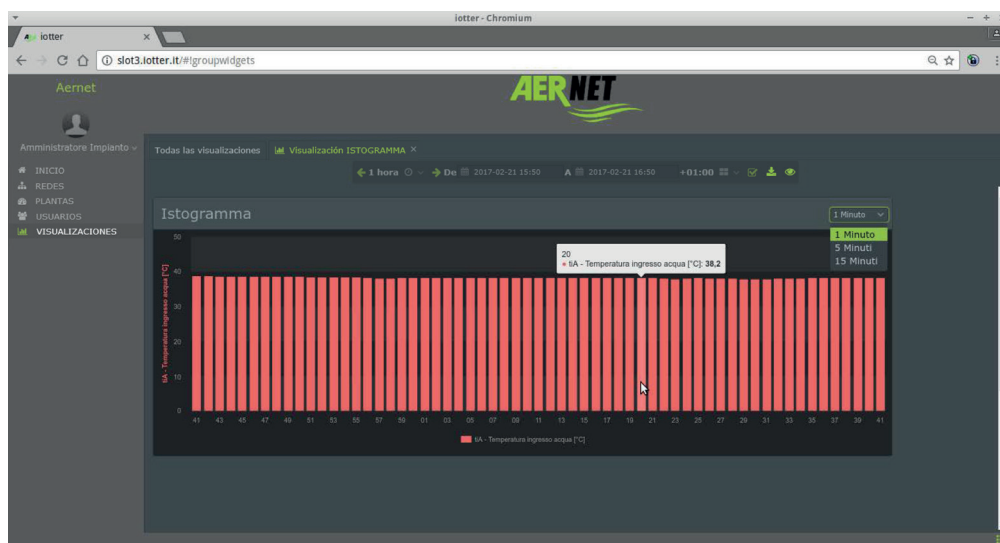 iotter - Chromium
iotter
slot3.iotter.it/#!groupwidgets
Aernet
AERNET
Amministratore Impianto
INICIO
REDES
PLANTAS
USUARIOS
VISUALIZACIONES
Todas las visualizaciones
Visualización ISTOGRAMMA ×
1 hora De 2017-02-21 15:50 A 2017-02-21 16:50 +01:00
Istogramma
1 Minuto
1 Minuto
5 Minuti
15 Minuti
20
tiA - Temperatura ingresso acqua [°C]: 38,2
tiA - Temperatura ingresso acqua [°C]
50
40
30
20
10
0
41 43 45 47 49 51 53 55 57 59 01 03 05 07 09 11 13 15 17 19 21 23 25 27 29 31 33 35 37 39 41
tiA - Temperatura ingresso acqua [°C]